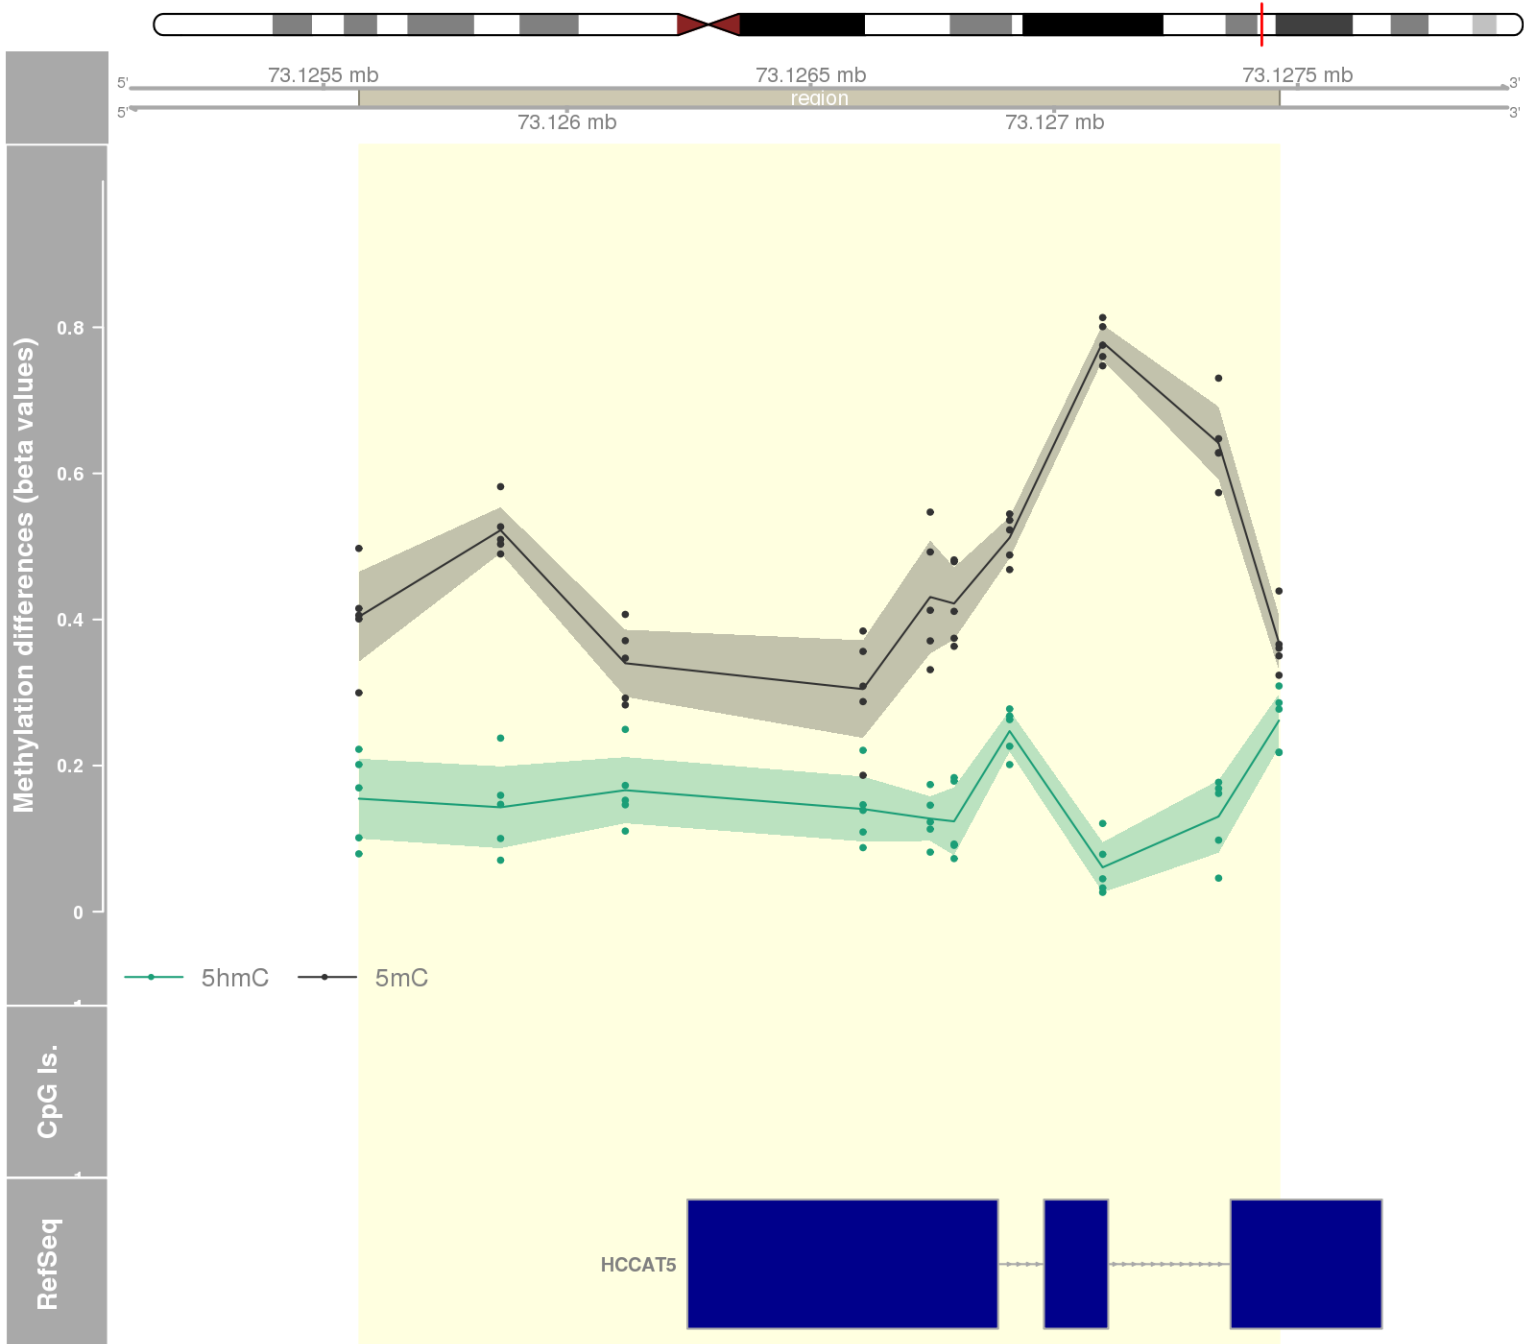 73.1255 mb 73.1265 mb 73.1275 mb
5' 3'
region
5' 3'
73.126 mb 73.127 mb
Methylation differences (beta values)
0.8
0.6
0.4
0.2
0
5hmC 5mC
CpG Is.
RefSeq
HCCAT5